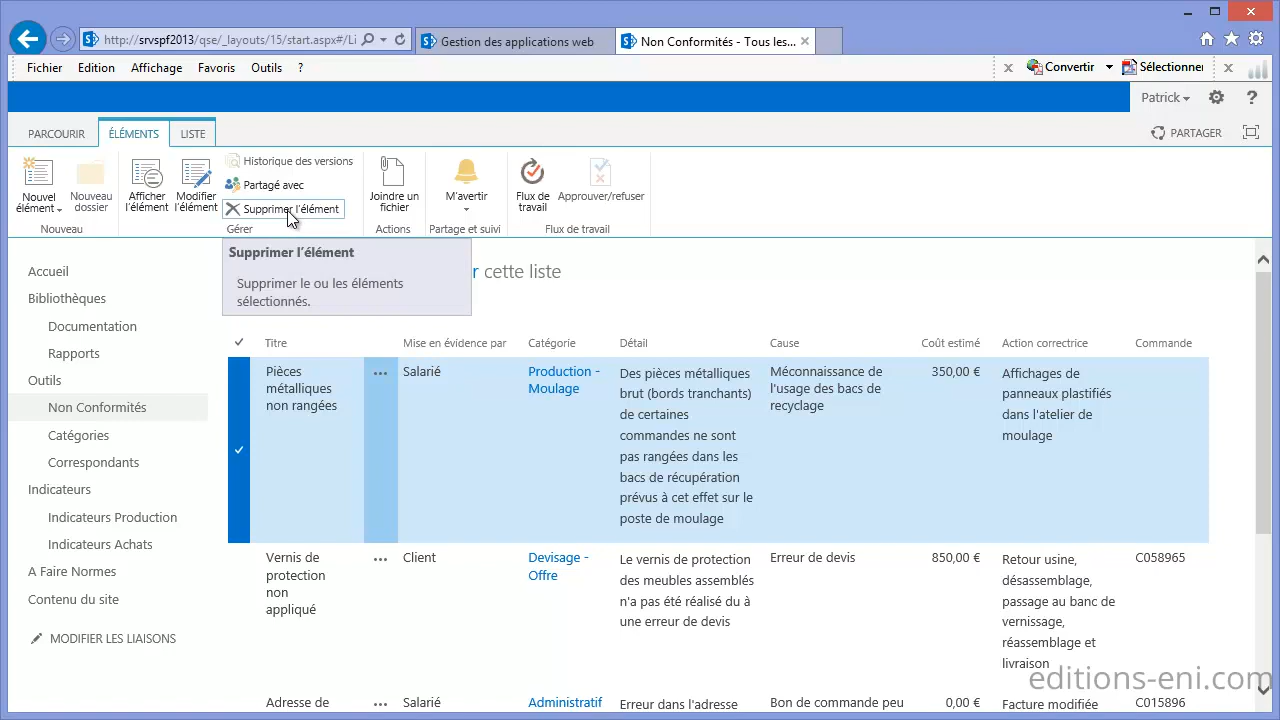 http://srvspf2013/qse/_layouts/15/start.aspx#/Li
Gestion des applications web
Non Conformités - Tous les...
Fichier Edition Affichage Favoris Outils ?
Convertir
Sélectionner
Patrick
PARCOURIR ÉLÉMENTS LISTE
PARTAGER
Nouvel élément
Nouveau dossier
Afficher l'élément
Modifier l'élément
Historique des versions
Partagé avec
Supprimer l'élément
Joindre un fichier
M'avertir
Flux de travail
Approuver/refuser
Nouveau
Gérer
Actions
Partage et suivi
Flux de travail
Supprimer l'élément
Supprimer le ou les éléments
sélectionnés.
r cette liste
Accueil
Bibliothèques
Documentation
Rapports
Outils
Non Conformités
Catégories
Correspondants
Indicateurs
Indicateurs Production
Indicateurs Achats
A Faire Normes
Contenu du site
MODIFIER LES LIAISONS
Titre Mise en évidence par Catégorie Détail Cause Coût estimé Action correctrice Commande
Pièces
métalliques
non rangées
Salarié
Production -
Moulage
Des pièces métalliques
brut (bords tranchants)
de certaines
commandes ne sont
pas rangées dans les
bacs de récupération
prévus à cet effet sur le
poste de moulage
Méconnaissance de
l'usage des bacs de
recyclage
350,00 €
Affichages de
panneaux plastifiés
dans l'atelier de
moulage
Vernis de
protection
non
appliqué
Client
Devisage -
Offre
Le vernis de protection
des meubles assemblés
n'a pas été réalisé du à
une erreur de devis
Erreur de devis
850,00 €
Retour usine,
désassemblage,
passage au banc de
vernissage,
réassemblage et
livraison
C058965
Adresse de
Salarié
Administratif
Erreur dans l'adresse
Bon de commande peu
0,00 €
Facture modifiée
C015896
editions-eni.com